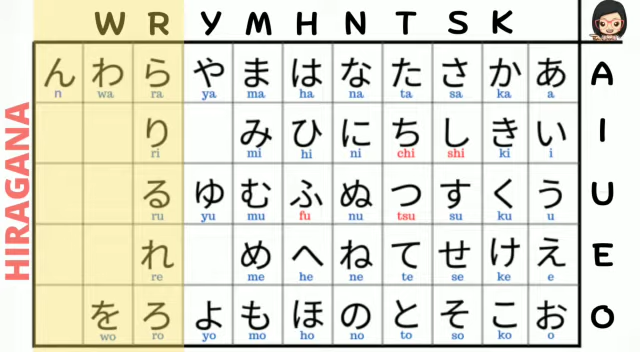 W R Y M H N T S K
ん わ ら や ま は な た さ か あ A
n wa ra ya ma ha na ta sa ka a
り み ひ に ち し き い I
ri mi hi ni chi shi ki i
る ゆ む ふ ぬ つ す く う U
ru yu mu fu nu tsu su ku u
れ め へ ね て せ け え E
re me he ne te se ke e
を ろ よ も ほ の と そ こ お O
wo ro yo mo ho no to so ko o
HIRAGANA